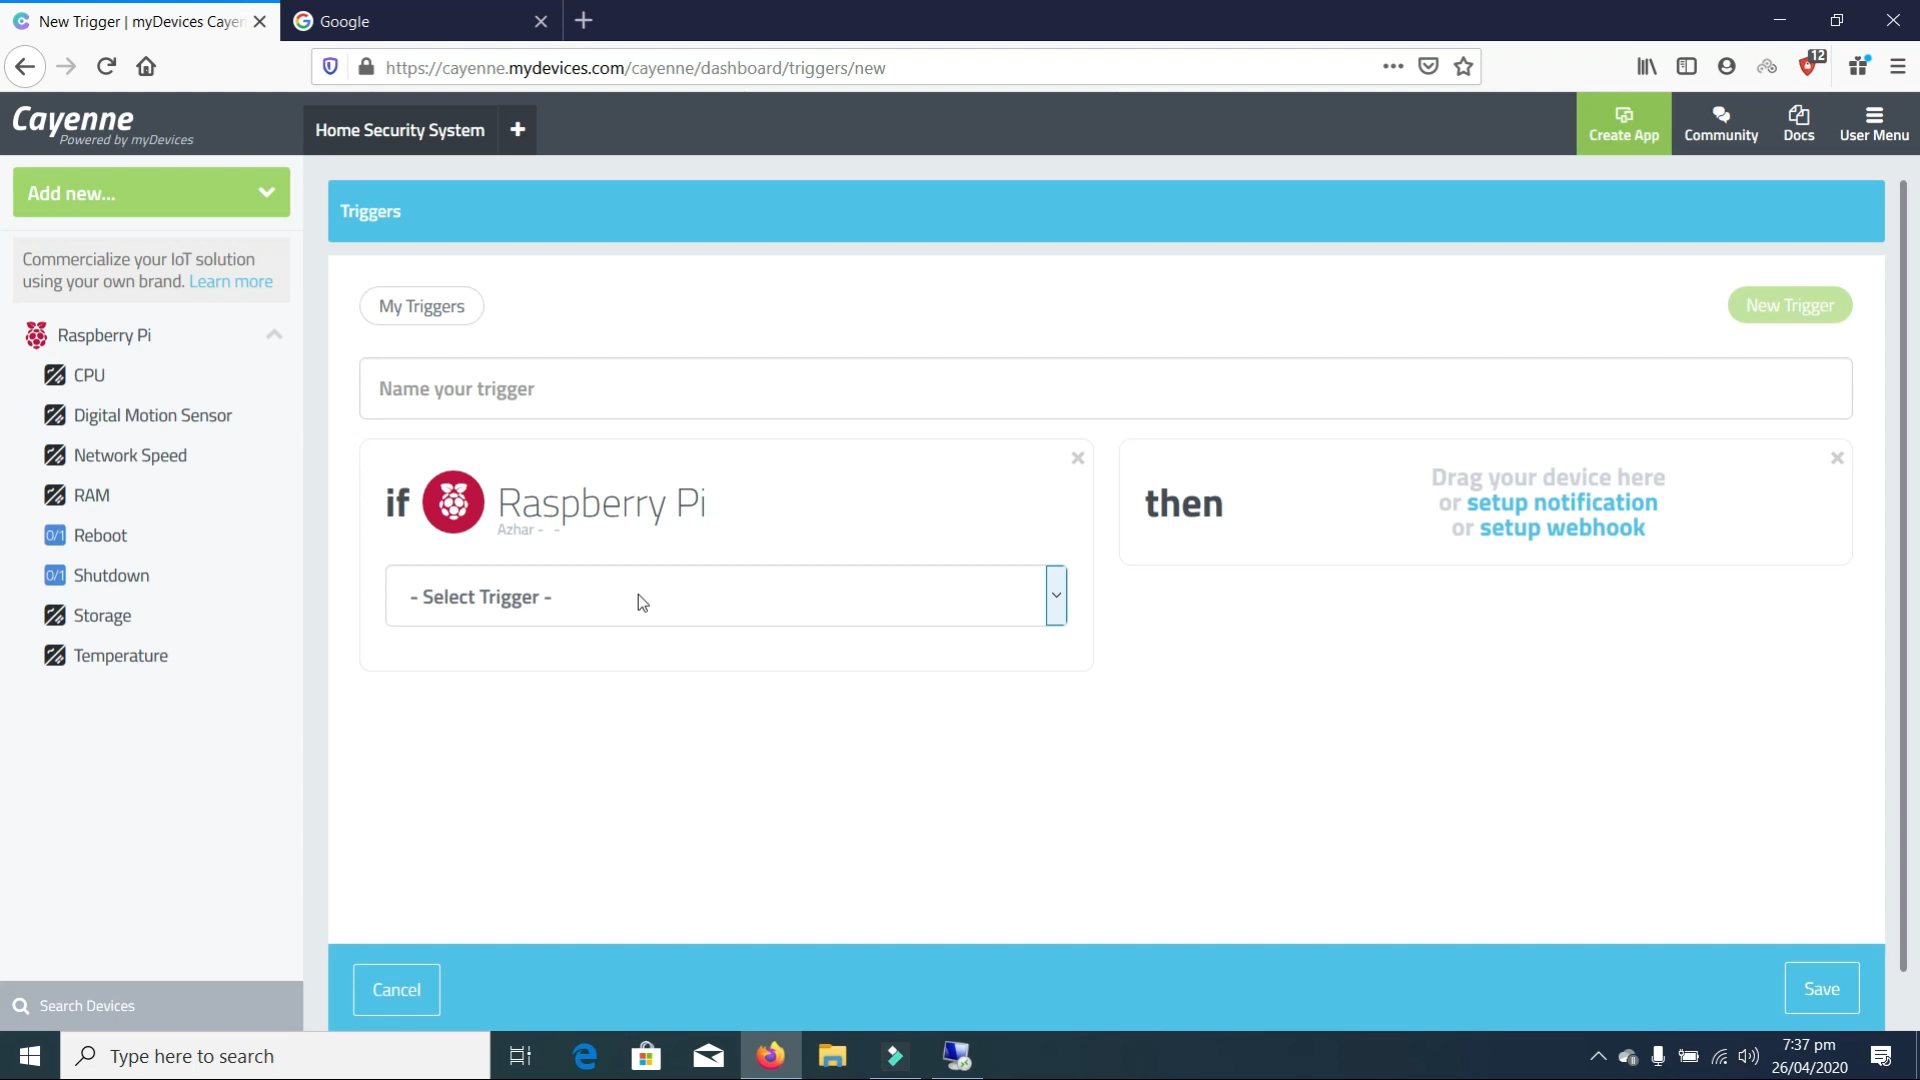 New Trigger | myDevices Cayen
Google
https://cayenne.mydevices.com/cayenne/dashboard/triggers/new
12
Cayenne
Powered by myDevices
Home Security System
Create App
Community
Docs
User Menu
Add new...
Commercialize your IoT solution
using your own brand. Learn more
Raspberry Pi
CPU
Digital Motion Sensor
Network Speed
RAM
0/1 Reboot
0/1 Shutdown
Storage
Temperature
Search Devices
Triggers
My Triggers
New Trigger
Name your trigger
if Raspberry Pi
Azhar - -
- Select Trigger -
then
Drag your device here
or setup notification
or setup webhook
Cancel
Save
Type here to search
7:37 pm
26/04/2020